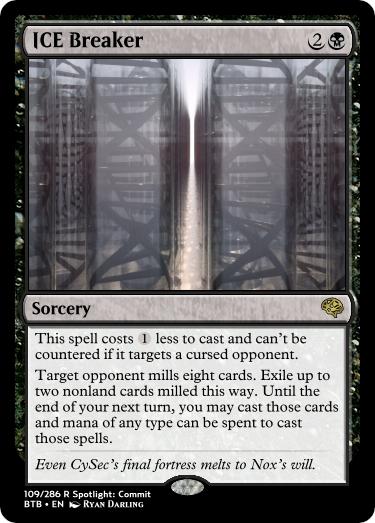 ICE Breaker 2
Sorcery
This spell costs 1 less to cast and can't be
countered if it targets a cursed opponent.
Target opponent mills eight cards. Exile up to
two nonland cards milled this way. Until the
end of your next turn, you may cast those cards
and mana of any type can be spent to cast
those spells.
Even CySec's final fortress melts to Nox's will.
109/286 R Spotlight: Commit
BTB • EN Ryan Darling